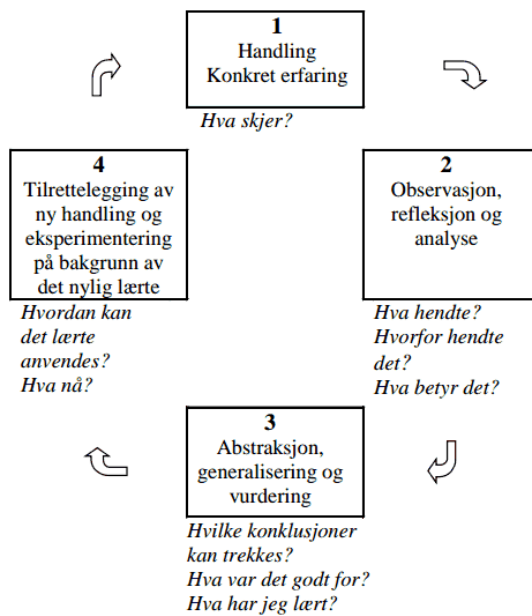 1
Handling
Konkret erfaring
Hva skjer?
2
Observasjon,
refleksjon og
analyse
Hva hendte?
Hvorfor hendte
det?
Hva betyr det?
3
Abstraksjon,
generalisering og
vurdering
Hvilke konklusjoner
kan trekkes?
Hva var det godt for?
Hva har jeg lært?
4
Tilrettelegging av
ny handling og
eksperimentering
på bakgrunn av
det nylig lærte
Hvordan kan
det lærte
anvendes?
Hva nå?